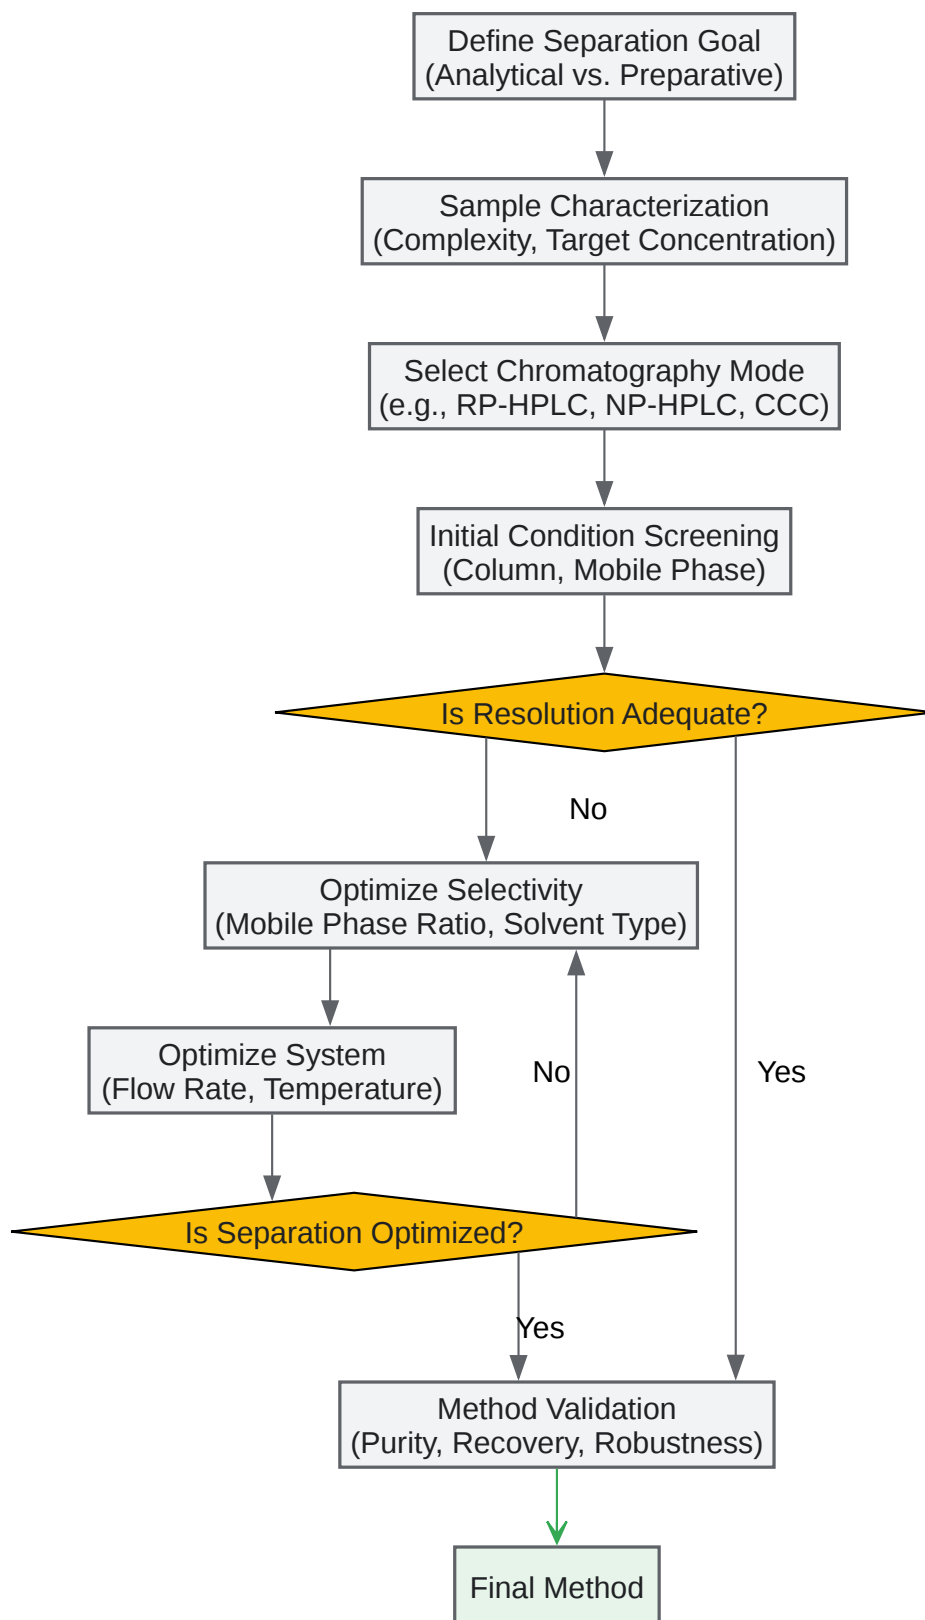 Define Separation Goal
(Analytical vs. Preparative)
Sample Characterization
(Complexity, Target Concentration)
Select Chromatography Mode
(e.g., RP-HPLC, NP-HPLC, CCC)
Initial Condition Screening
(Column, Mobile Phase)
Is Resolution Adequate?
No
Optimize Selectivity
(Mobile Phase Ratio, Solvent Type)
Optimize System
(Flow Rate, Temperature)
No
Yes
Is Separation Optimized?
Yes
Method Validation
(Purity, Recovery, Robustness)
Final Method